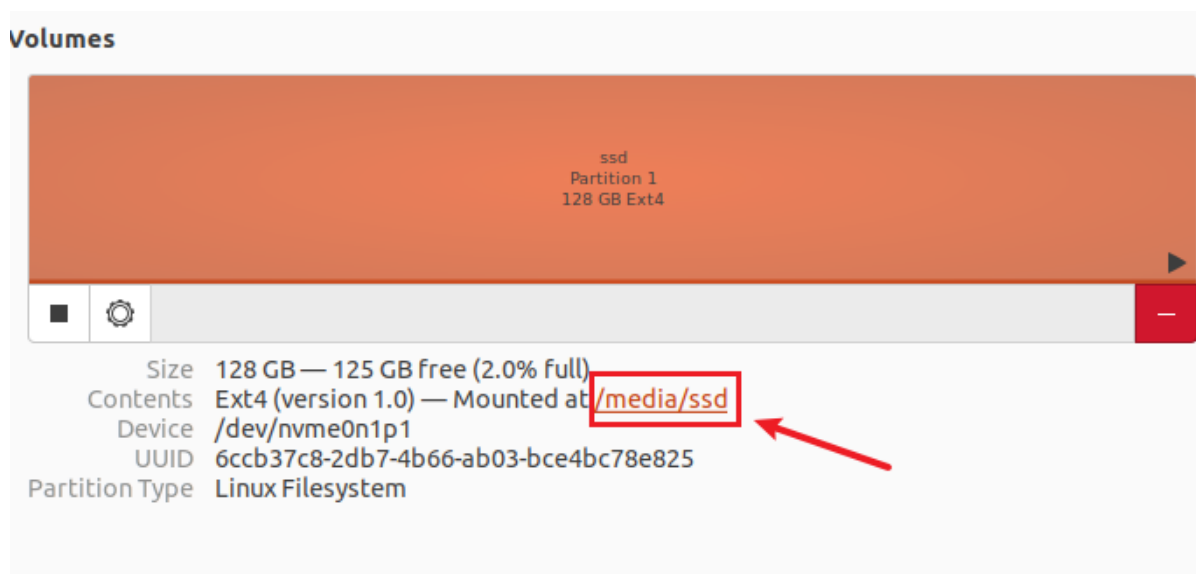 Volumes
ssd
Partition 1
128 GB Ext4
Size 128 GB — 125 GB free (2.0% full)
Contents Ext4 (version 1.0) — Mounted at /media/ssd
Device /dev/nvme0n1p1
UUID 6ccb37c8-2db7-4b66-ab03-bce4bc78e825
Partition Type Linux Filesystem